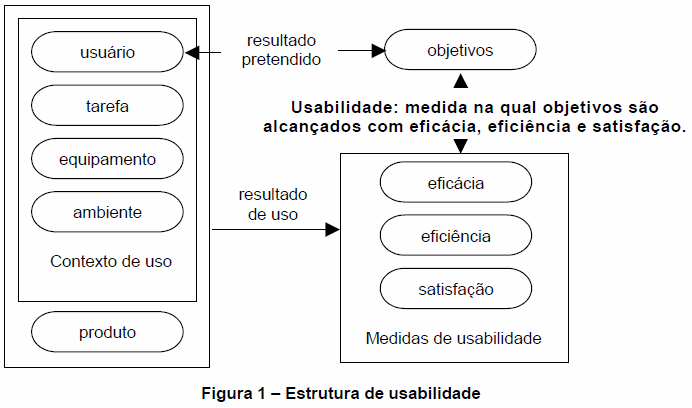 usuário
tarefa
equipamento
ambiente
Contexto de uso
produto
resultado
pretendido
objetivos
Usabilidade: medida na qual objetivos são
alcançados com eficácia, eficiência e satisfação.
resultado
de uso
eficácia
eficiência
satisfação
Medidas de usabilidade
Figura 1 – Estrutura de usabilidade